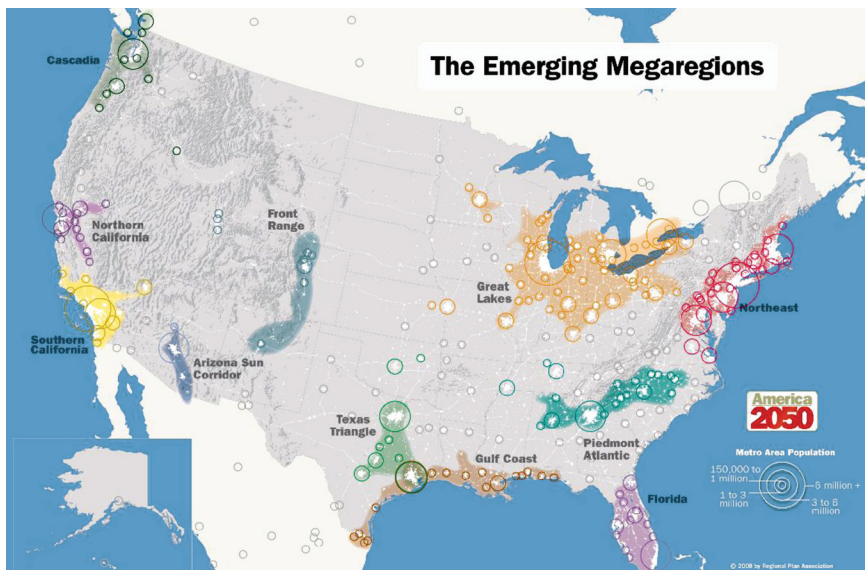 The Emerging Megaregions
Cascadia
Northern
California
Front
Range
Great
Lakes
Northeast
Southern
California
Arizona Sun
Corridor
Texas
Triangle
Gulf Coast
Piedmont
Atlantic
Florida
America
2050
Metro Area Population
150,000 to
1 million
1 to 3
million
6 million +
3 to 6
million
© 2008 by Regional Plan Association